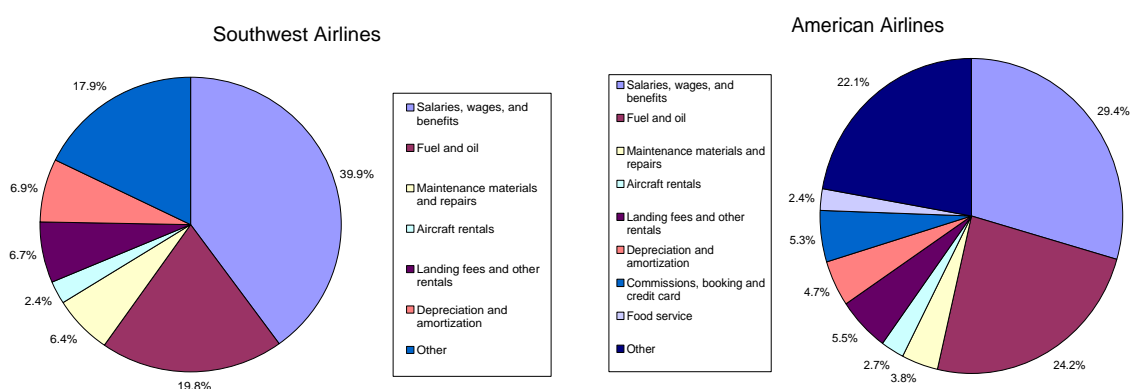 Southwest Airlines
17.9%
39.9%
6.9%
6.7%
2.4%
6.4%
19.8%
Salaries, wages, and
benefits
Fuel and oil
Maintenance materials
and repairs
Aircraft rentals
Landing fees and other
rentals
Depreciation and
amortization
Other
American Airlines
Salaries, wages, and
benefits
Fuel and oil
Maintenance materials and
repairs
Aircraft rentals
Landing fees and other
rentals
Depreciation and
amortization
Commissions, booking and
credit card
Food service
Other
22.1%
29.4%
2.4%
5.3%
4.7%
5.5%
2.7%
3.8%
24.2%